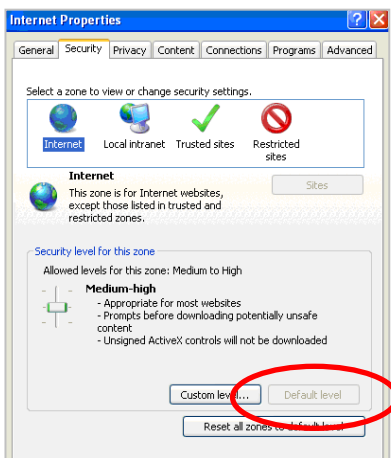 Internet Properties
General Security Privacy Content Connections Programs Advanced
Select a zone to view or change security settings.
Internet Local intranet Trusted sites Restricted
sites
Internet
Sites
This zone is for Internet websites,
except those listed in trusted and
restricted zones.
Security level for this zone
Allowed levels for this zone: Medium to High
Medium-high
- Appropriate for most websites
- Prompts before downloading potentially unsafe
content
- Unsigned ActiveX controls will not be downloaded
Custom level... Default level
Reset all zones to default level